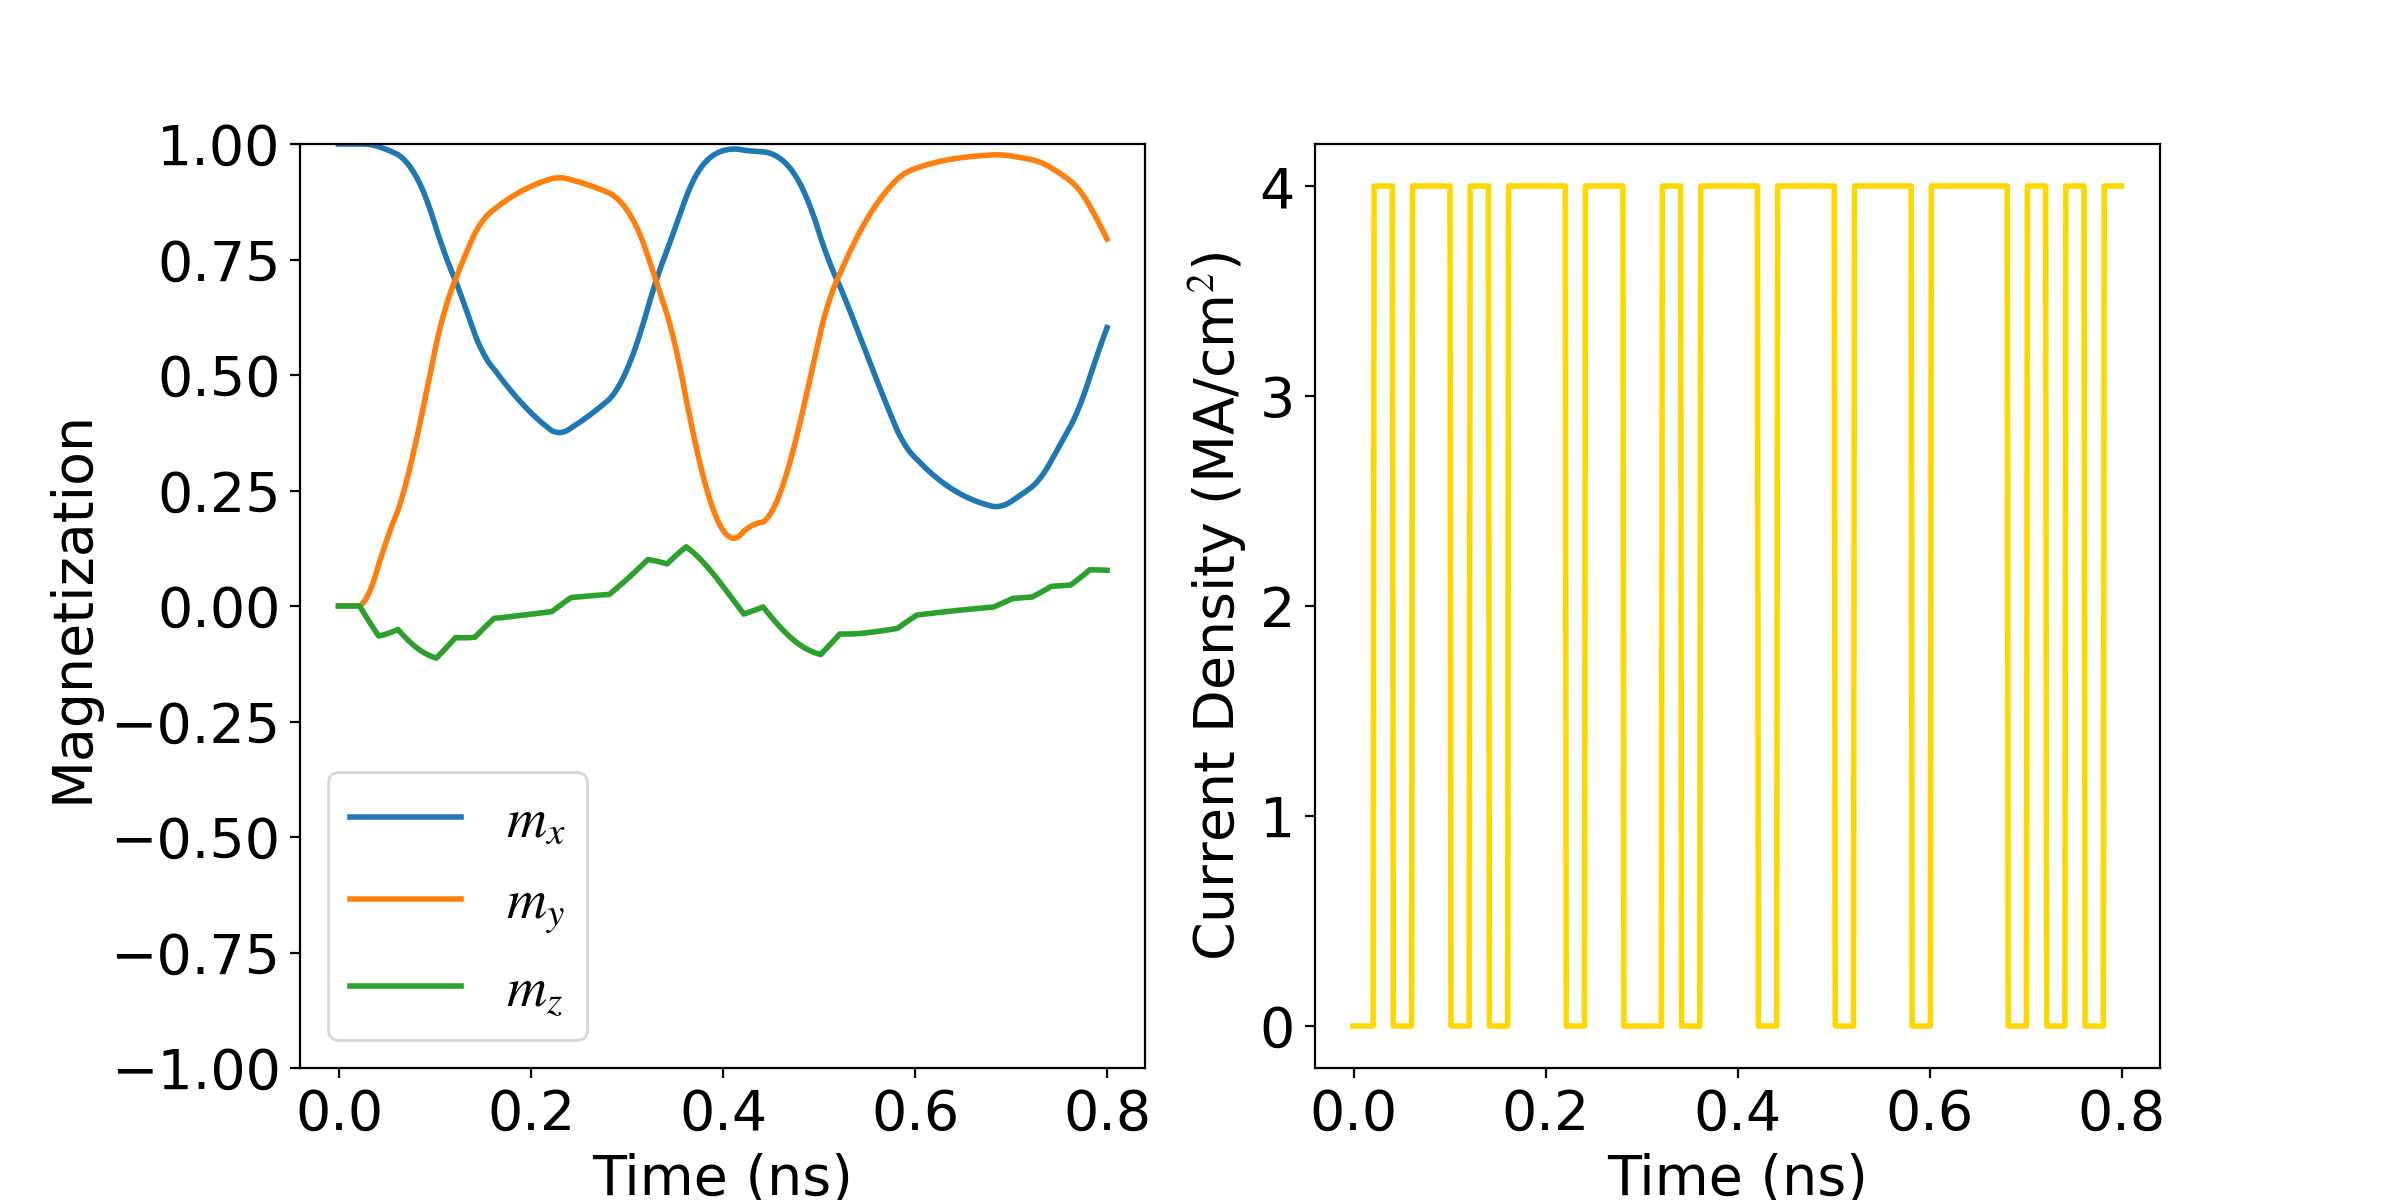 Magnetization
1.00
0.75
0.50
0.25
0.00
−0.25
−0.50
−0.75
−1.00
m_x
m_y
m_z
0.0 0.2 0.4 0.6 0.8
Time (ns)
Current Density (MA/cm²)
4
3
2
1
0
0.0 0.2 0.4 0.6 0.8
Time (ns)